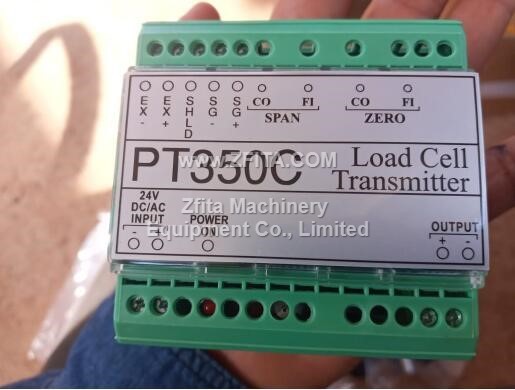 EX- EX+ SHLD SG- SG+
CO FI CO FI
SPAN ZERO
WWW.ZFITA.COM
PT350C Load Cell Transmitter
Zfita Machinery
Equipment Co., Limited
24V
DC/AC
INPUT
- +
POWER
ON
OUTPUT
+ -